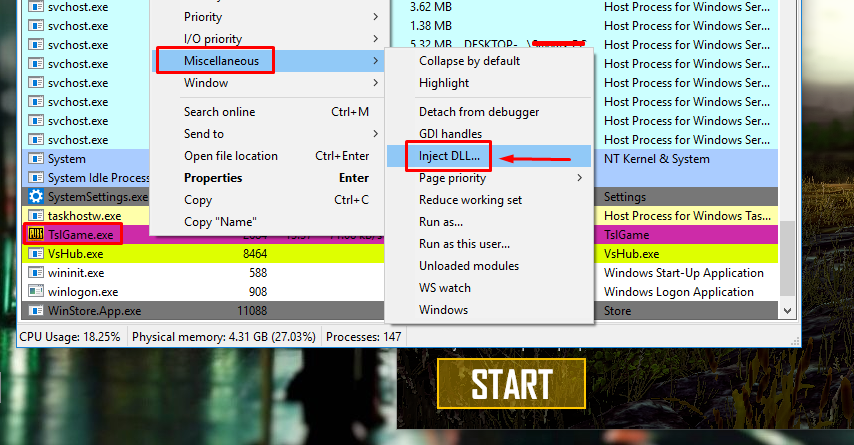 svchost.exe
svchost.exe
svchost.exe
svchost.exe
svchost.exe
svchost.exe
svchost.exe
svchost.exe
System
System Idle Process
SystemSettings.exe
taskhostw.exe
TslGame.exe
VsHub.exe 8464
wininit.exe 588
winlogon.exe 908
WinStore.App.exe 11088
Priority
I/O priority
Miscellaneous
Window
Search online Ctrl+M
Send to
Open file location Ctrl+Enter
Properties Enter
Copy Ctrl+C
Copy "Name"
3.62 MB
1.38 MB
5.32 MB DESKTOP-
Collapse by default
Highlight
Detach from debugger
GDI handles
Inject DLL...
Page priority
Reduce working set
Run as...
Run as this user...
Unloaded modules
WS watch
Windows
Host Process for Windows Ser...
Host Process for Windows Ser...
Host Process for Windows Ser...
Host Process for Windows Ser...
Host Process for Windows Ser...
Host Process for Windows Ser...
Host Process for Windows Ser...
Host Process for Windows Ser...
NT Kernel & System
Settings
Host Process for Windows Tas...
TslGame
VsHub.exe
Windows Start-Up Application
Windows Logon Application
Store
CPU Usage: 18.25% Physical memory: 4.31 GB (27.03%) Processes: 147
START